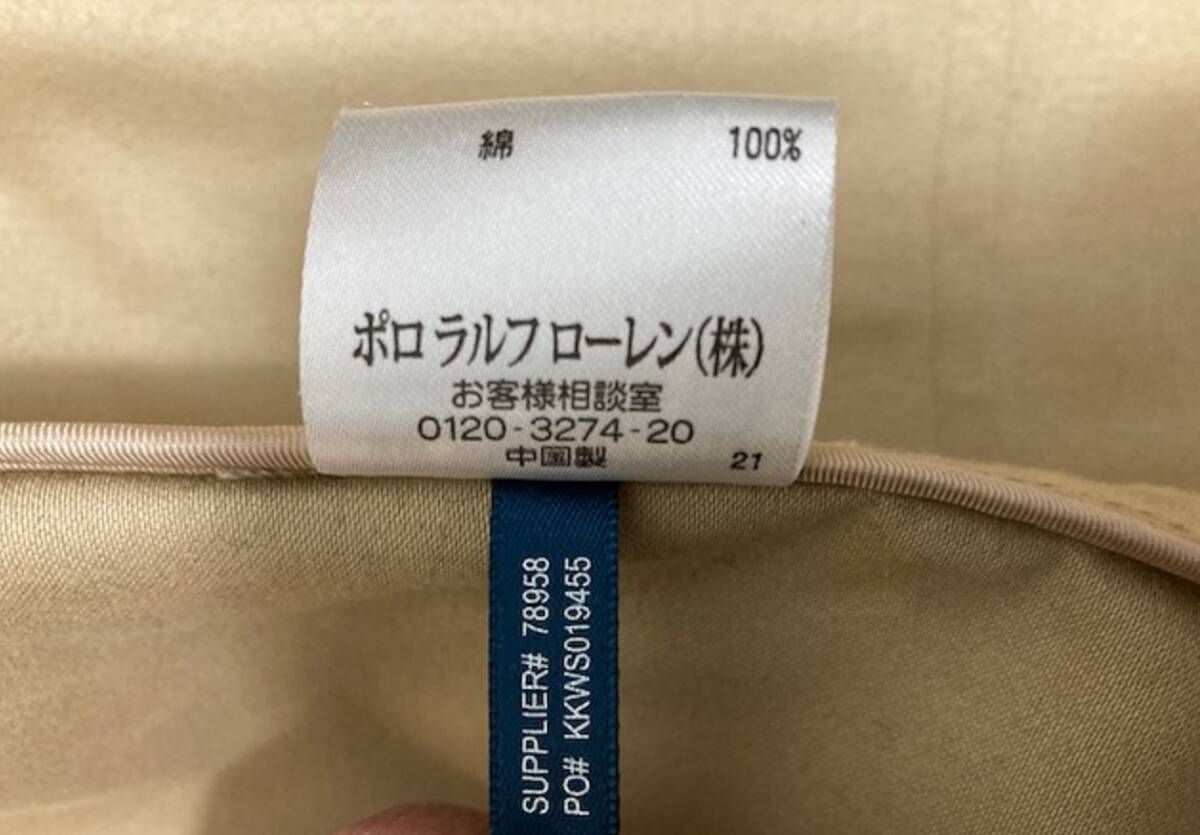 綿 100%
ポロ ラルフ ローレン(株)
お客様相談室
0120-3274-20
中国製 21
SUPPLIER# 78958
PO# KKWS019455